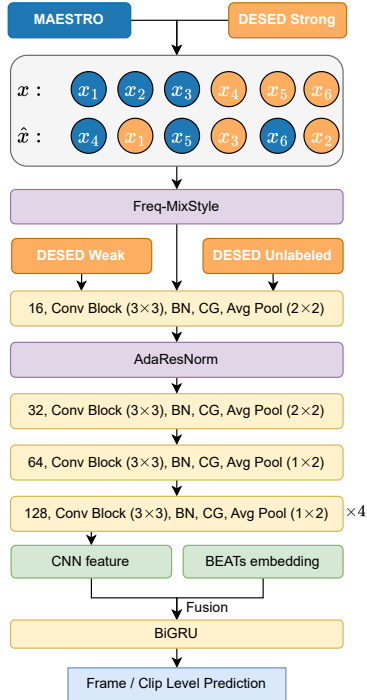 MAESTRO
DESED Strong
x : x₁ x₂ x₃ x₄ x₅ x₆
x̂ : x₄ x₁ x₅ x₃ x₆ x₂
Freq-MixStyle
DESED Weak
DESED Unlabeled
16, Conv Block (3×3), BN, CG, Avg Pool (2×2)
AdaResNorm
32, Conv Block (3×3), BN, CG, Avg Pool (2×2)
64, Conv Block (3×3), BN, CG, Avg Pool (1×2)
128, Conv Block (3×3), BN, CG, Avg Pool (1×2) ×4
CNN feature
BEATs embedding
Fusion
BiGRU
Frame / Clip Level Prediction